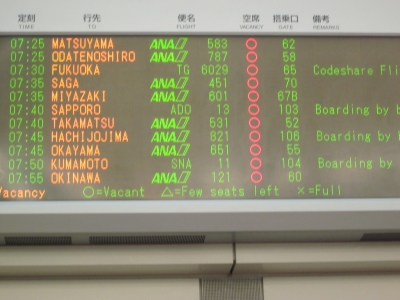 定刻 行先 便名 空席 搭乗口 備考
TIME TO FLIGHT VACANCY GATE REMARKS
07:25 MATSUYAMA ANA 583 ○ 62
07:25 ODATENOSHIRO ANA 787 ○ 58
07:30 FUKUOKA TG 6029 ○ 65 Codeshare Fli
07:35 SAGA ANA 451 ○ 70
07:35 MIYAZAKI ANA 601 ○ 67B
07:40 SAPPORO ADO 13 ○ 103 Boarding by b
07:40 TAKAMATSU ANA 531 ○ 52
07:45 HACHIJOJIMA ANA 821 ○ 106 Boarding by b
07:45 OKAYAMA ANA 651 ○ 55
07:50 KUMAMOTO SNA 11 ○ 104 Boarding by
07:55 OKINAWA ANA 121 ○ 60
Vacancy ○=Vacant △=Few seats left ×=Full